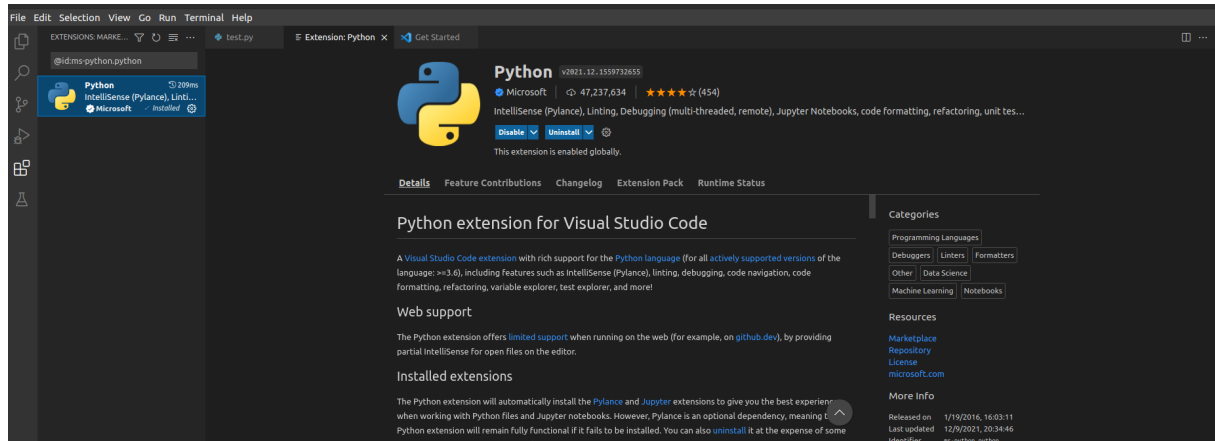 File Edit Selection View Go Run Terminal Help
EXTENSIONS: MARKE...
test.py
Extension: Python
Get Started
@id:ms-python.python
Python 209ms
IntelliSense (Pylance), Linti...
Microsoft Installed
Python v2021.12.1559732655
Microsoft 47,237,634 (454)
IntelliSense (Pylance), Linting, Debugging (multi-threaded, remote), Jupyter Notebooks, code formatting, refactoring, unit tes...
Disable Uninstall
This extension is enabled globally.
Details Feature Contributions Changelog Extension Pack Runtime Status
Python extension for Visual Studio Code
A Visual Studio Code extension with rich support for the Python language (for all actively supported versions of the
language: >=3.6), including features such as IntelliSense (Pylance), linting, debugging, code navigation, code
formatting, refactoring, variable explorer, test explorer, and more!
Web support
The Python extension offers limited support when running on the web (for example, on github.dev), by providing
partial IntelliSense for open files on the editor.
Installed extensions
The Python extension will automatically install the Pylance and Jupyter extensions to give you the best
when working with Python files and Jupyter notebooks. However, Pylance is an optional dependency, meaning
Python extension will remain fully functional if it fails to be installed. You can also uninstall it at the expense of some
Categories
Programming Languages
Debuggers Linters Formatters
Other Data Science
Machine Learning Notebooks
Resources
Marketplace
Repository
License
microsoft.com
More Info
Released on 1/19/2016, 16:03:11
Last updated 12/9/2021, 20:34:46